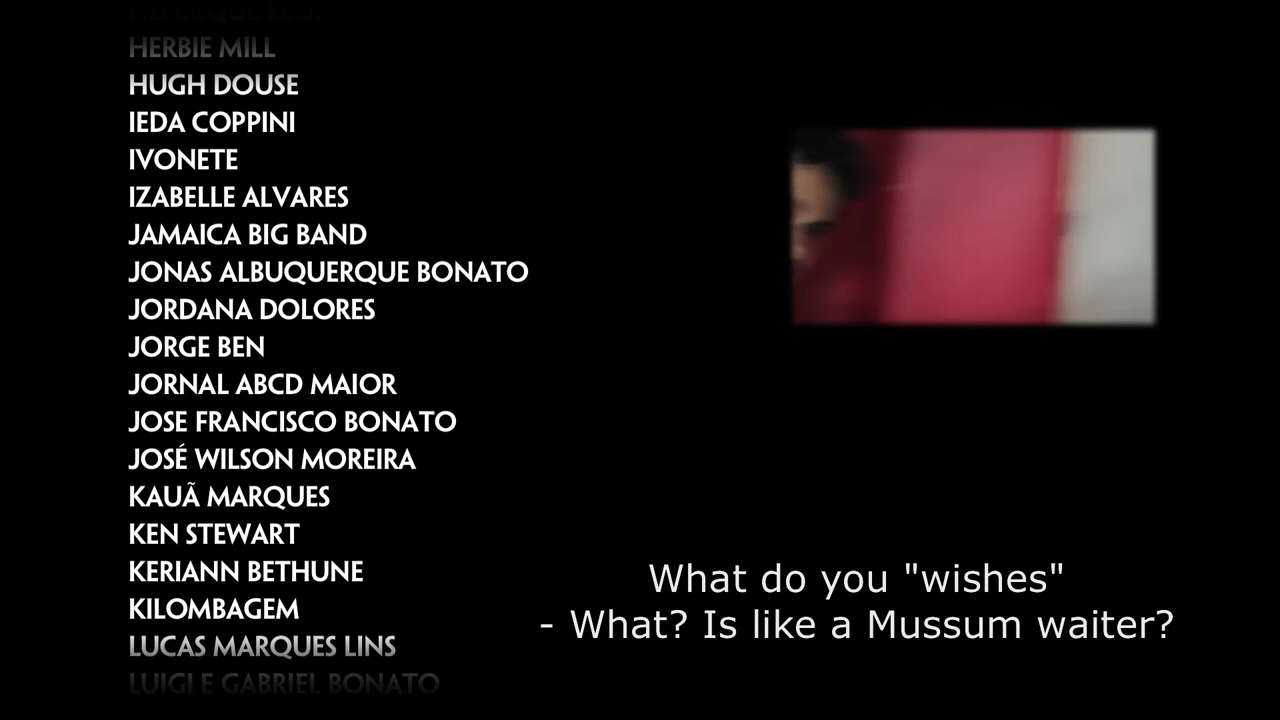 HERBIE MILL
HUGH DOUSE
IEDA COPPINI
IVONETE
IZABELLE ALVARES
JAMAICA BIG BAND
JONAS ALBUQUERQUE BONATO
JORDANA DOLORES
JORGE BEN
JORNAL ABCD MAIOR
JOSE FRANCISCO BONATO
JOSÉ WILSON MOREIRA
KAUÃ MARQUES
KEN STEWART
KERIANN BETHUNE
KILOMBAGEM
LUCAS MARQUES LINS
LUIGI E GABRIEL BONATO
What do you "wishes"
- What? Is like a Mussum waiter?